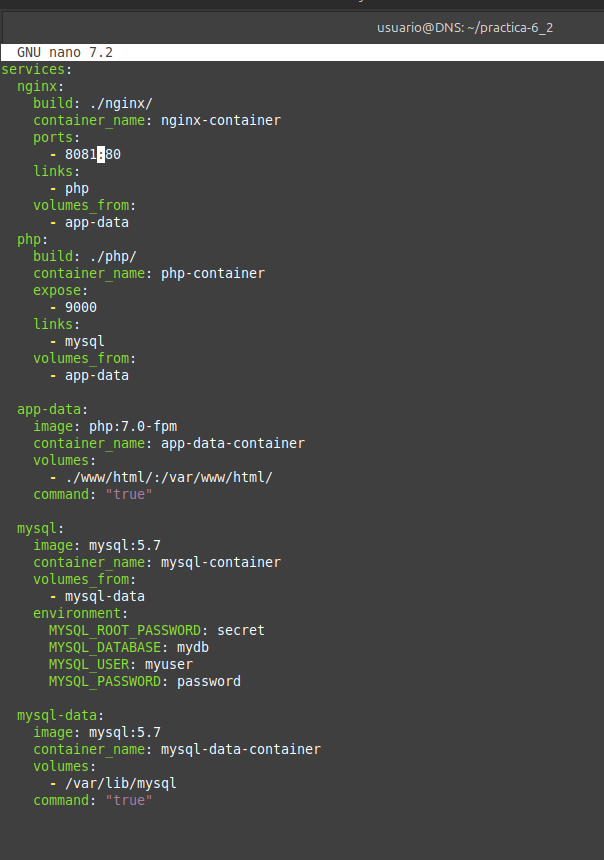 usuario@DNS: ~/practica-6_2
GNU nano 7.2
services:
  nginx:
    build: ./nginx/
    container_name: nginx-container
    ports:
      - 8081:80
    links:
      - php
    volumes_from:
      - app-data
  php:
    build: ./php/
    container_name: php-container
    expose:
      - 9000
    links:
      - mysql
    volumes_from:
      - app-data

  app-data:
    image: php:7.0-fpm
    container_name: app-data-container
    volumes:
      - ./www/html/:/var/www/html/
    command: "true"

  mysql:
    image: mysql:5.7
    container_name: mysql-container
    volumes_from:
      - mysql-data
    environment:
      MYSQL_ROOT_PASSWORD: secret
      MYSQL_DATABASE: mydb
      MYSQL_USER: myuser
      MYSQL_PASSWORD: password

  mysql-data:
    image: mysql:5.7
    container_name: mysql-data-container
    volumes:
      - /var/lib/mysql
    command: "true"